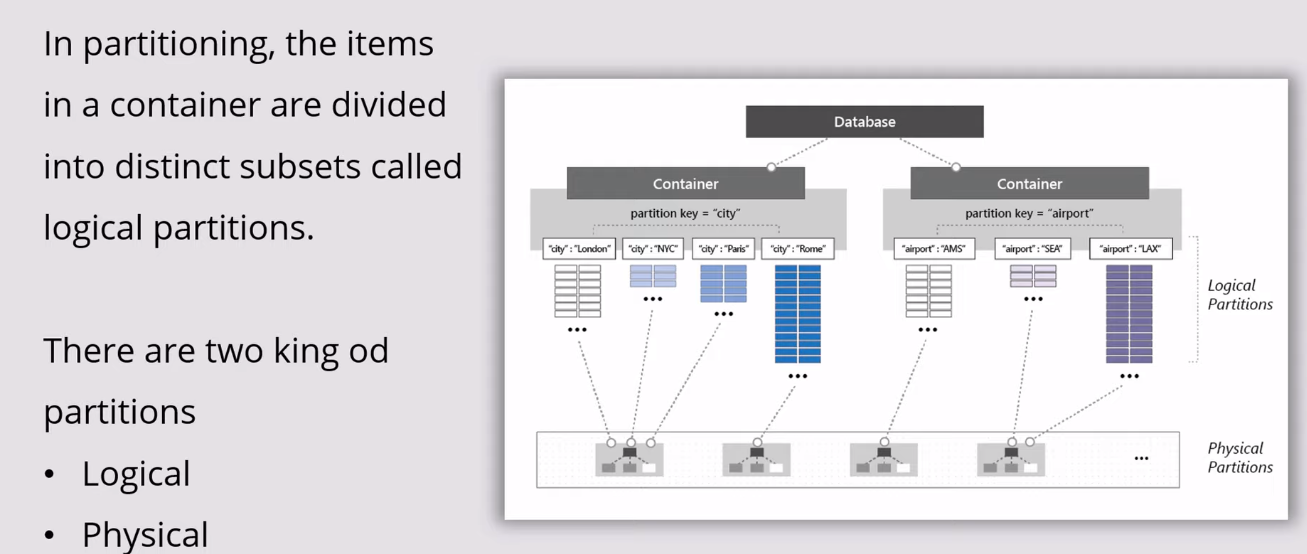 In partitioning, the items
in a container are divided
into distinct subsets called
logical partitions.
There are two king od
partitions
• Logical
• Physical
Database
Container
partition key = "city"
"city" : "London"
"city" : "NYC"
"city" : "Paris"
"city" : "Rome"
Container
partition key = "airport"
"airport" : "AMS"
"airport" : "SEA"
"airport" : "LAX"
Logical
Partitions
Physical
Partitions